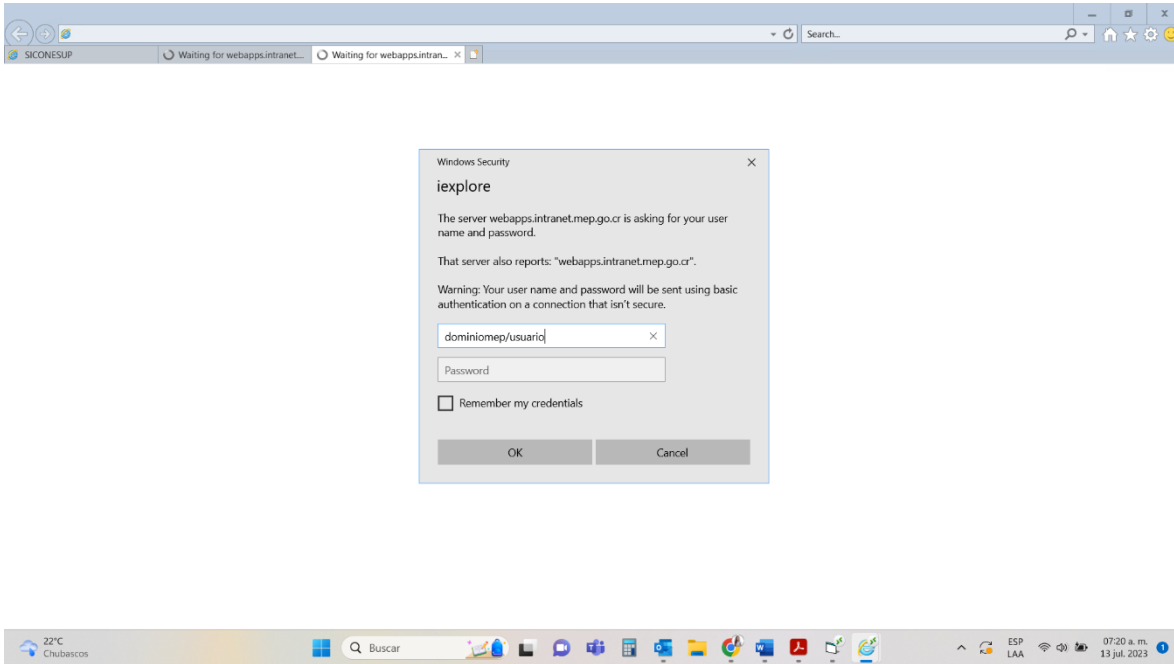 Search...
SICONESUP
Waiting for webapps.intranet...
Waiting for webapps.intran...
Windows Security
iexplore
The server webapps.intranet.mep.go.cr is asking for your user
name and password.
That server also reports: "webapps.intranet.mep.go.cr".
Warning: Your user name and password will be sent using basic
authentication on a connection that isn't secure.
dominiomep/usuario
Password
Remember my credentials
OK
Cancel
22°C
Chubascos
Buscar
ESP
LAA
07:20 a. m.
13 jul. 2023
1